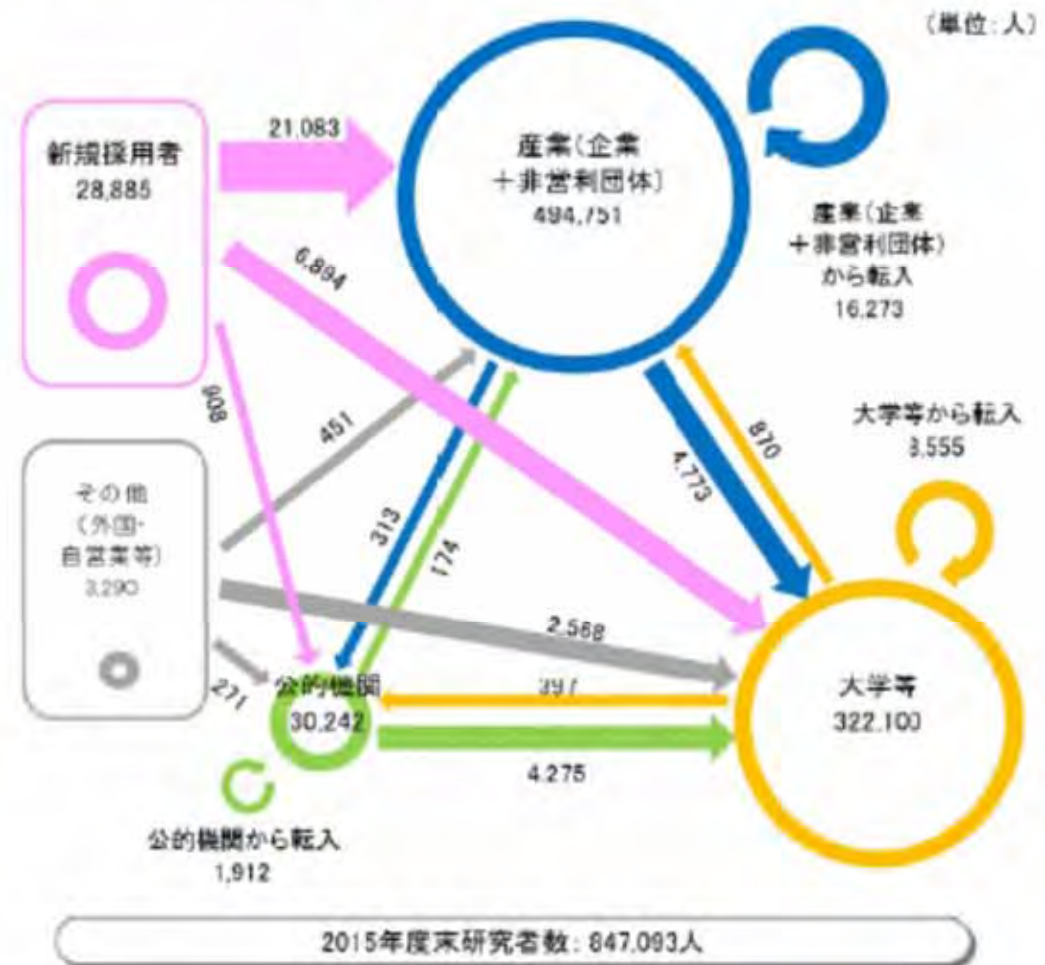 （単位：人）
新規採用者
28,885
21,083
産業（企業
＋非営利団体）
494,751
産業（企業
＋非営利団体）
から転入
16,273
6,894
908
451
その他
（外国・
自営業等）
3,290
313
174
4,773
870
大学等から転入
2,568
271
公的機関
30,242
397
大学等
322,100
4,275
公的機関から転入
1,912
2015年度末研究者数：847,093人